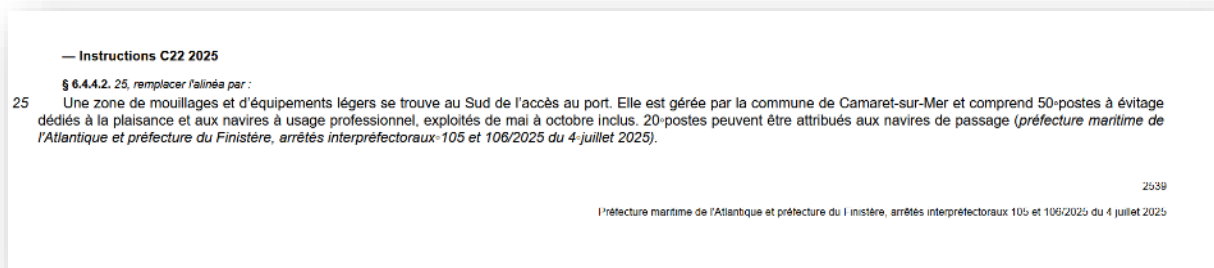 — Instructions C22 2025
§ 6.4.4.2. 25, remplacer l'alinéa par :
25 Une zone de mouillages et d'équipements légers se trouve au Sud de l'accès au port. Elle est gérée par la commune de Camaret-sur-Mer et comprend 50◦postes à évitage
dédiés à la plaisance et aux navires à usage professionnel, exploités de mai à octobre inclus. 20◦postes peuvent être attribués aux navires de passage (préfecture maritime de
l'Atlantique et préfecture du Finistère, arrêtés interpréfectoraux◦105 et 106/2025 du 4◦juillet 2025).
2539
Préfecture maritime de l'Atlantique et préfecture du Finistère, arrêtés interpréfectoraux 105 et 106/2025 du 4 juillet 2025